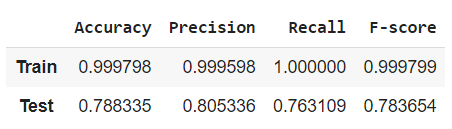 Accuracy Precision Recall F-score
Train 0.999798 0.999598 1.000000 0.999799
Test 0.788335 0.805336 0.763109 0.783654